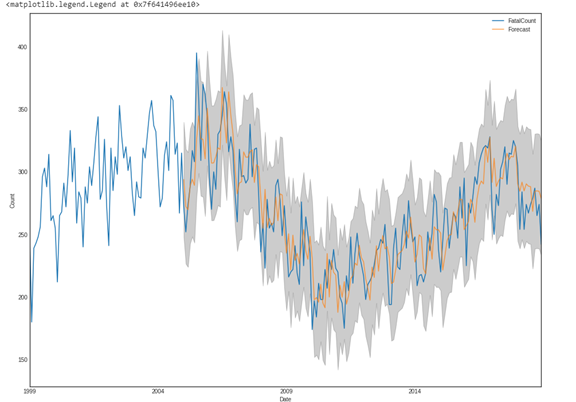 <matplotlib.legend.Legend at 0x7f641496ee10>
FatalCount
Forecast
400
350
300
250
200
150
Count
1999
2004
2009
2014
Date